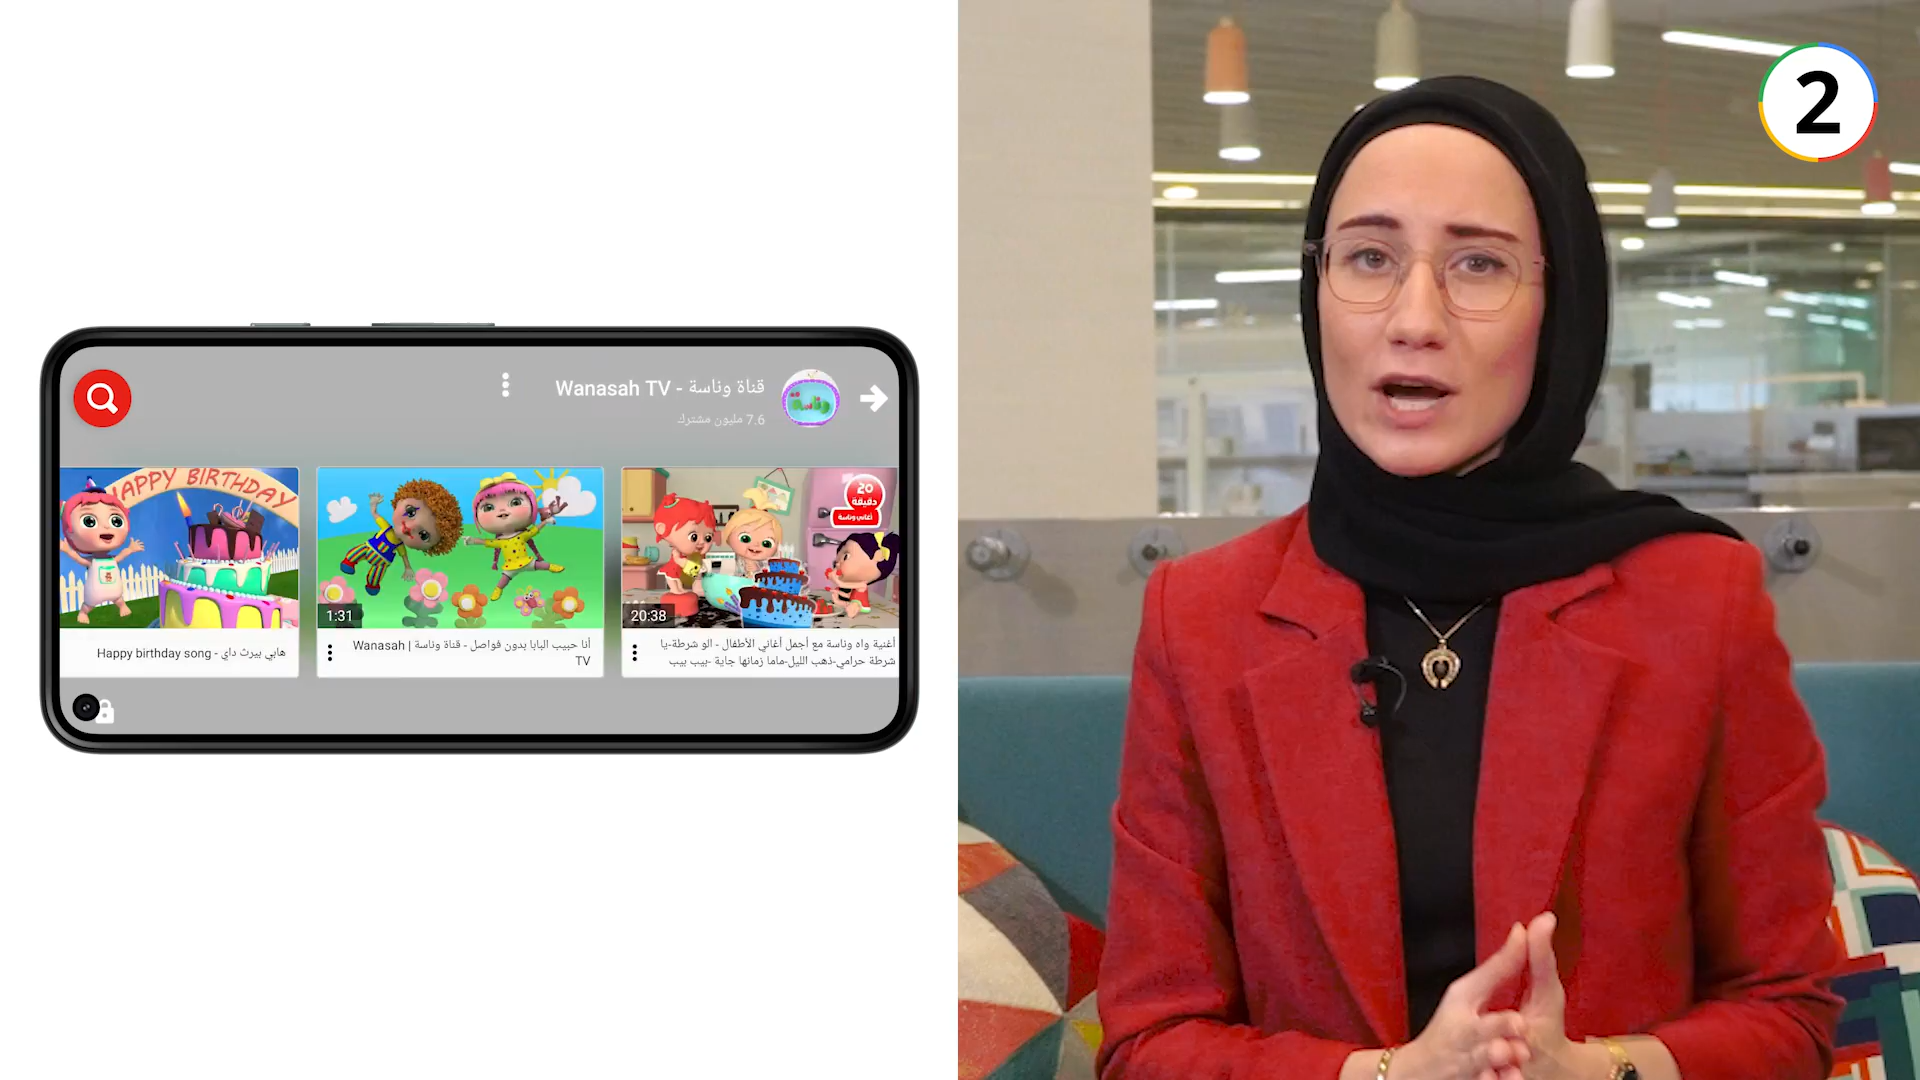 2
قناة وناسة - Wanasah TV
7.6 مليون مشترك
وناسة
HAPPY BIRTHDAY
1:31
20
دقيقة
أغاني وناسة
20:38
هابي بيرث داي - Happy birthday song
أنا حبيب البابا بدون فواصل - قناة وناسة | Wanasah
TV
أغنية واه وناسة مع أجمل أغاني الأطفال - الو شرطة-يا
شرطة حرامي-ذهب الليل-ماما زمانها جاية -بيب بيب